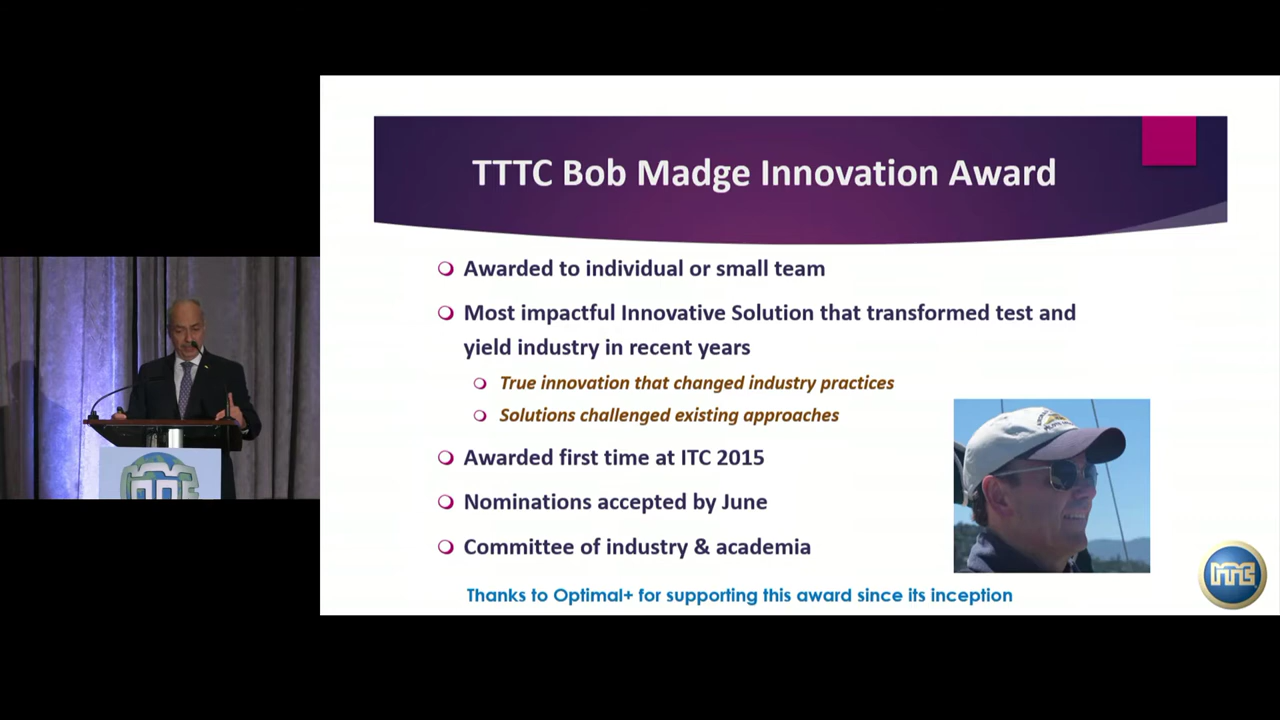 TTTC Bob Madge Innovation Award
Awarded to individual or small team
Most impactful Innovative Solution that transformed test and
yield industry in recent years
True innovation that changed industry practices
Solutions challenged existing approaches
Awarded first time at ITC 2015
Nominations accepted by June
Committee of industry & academia
Thanks to Optimal+ for supporting this award since its inception
ITC